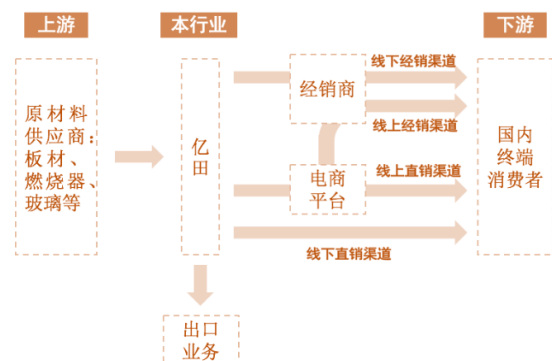 上游
本行业
下游
原材料
供应商：
板材、
燃烧器、
玻璃等
亿
田
经销商
电商
平台
线下经销渠道
线上经销渠道
线上直销渠道
线下直销渠道
国内
终端
消费者
出口
业务